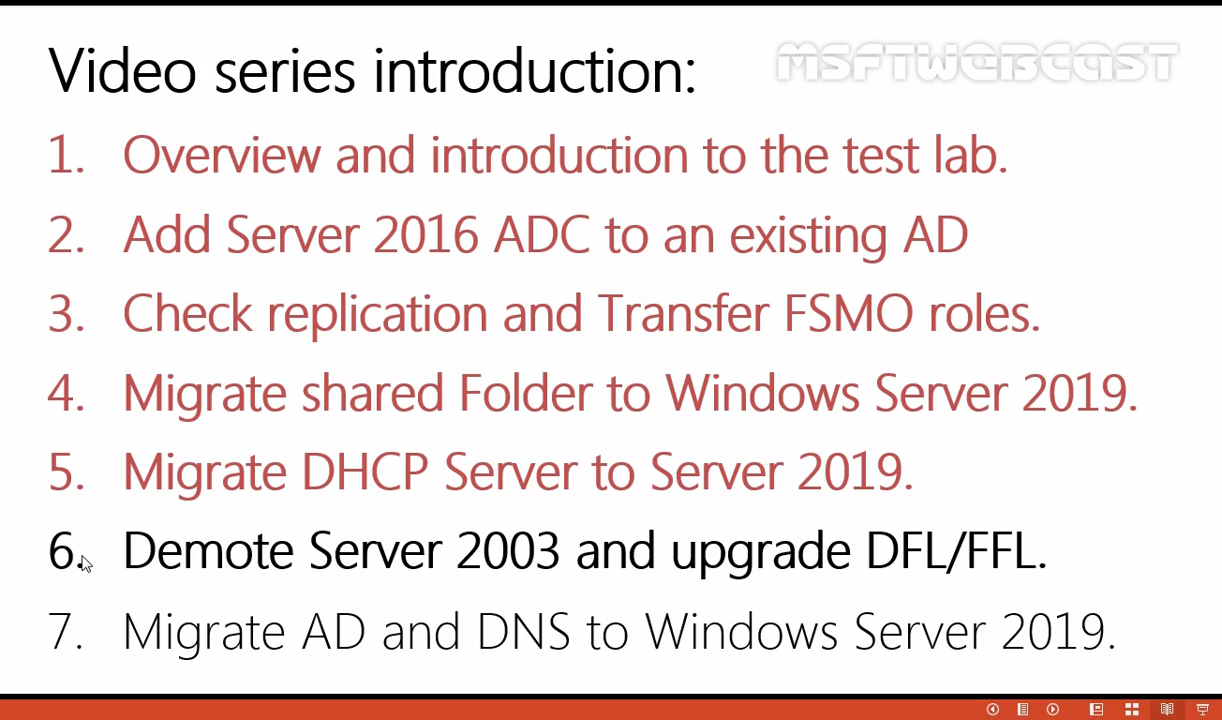 Video series introduction:
MSFTWEBCAST
1. Overview and introduction to the test lab.
2. Add Server 2016 ADC to an existing AD
3. Check replication and Transfer FSMO roles.
4. Migrate shared Folder to Windows Server 2019.
5. Migrate DHCP Server to Server 2019.
6. Demote Server 2003 and upgrade DFL/FFL.
7. Migrate AD and DNS to Windows Server 2019.